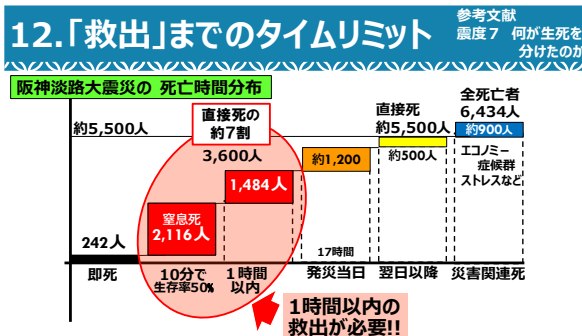 12.「救出」までのタイムリミット
参考文献
震度７ 何が生死を
分けたのか
阪神淡路大震災の 死亡時間分布
全死亡者
6,434人
直接死の
約7割
直接死
約5,500人
約5,500人
約900人
3,600人
約1,200
約500人
エコノミー
症候群
ストレスなど
1,484人
窒息死
2,116人
242人
17時間
即死
10分で
生存率50%
1時間
以内
発災当日
翌日以降
災害関連死
1時間以内の
救出が必要!!